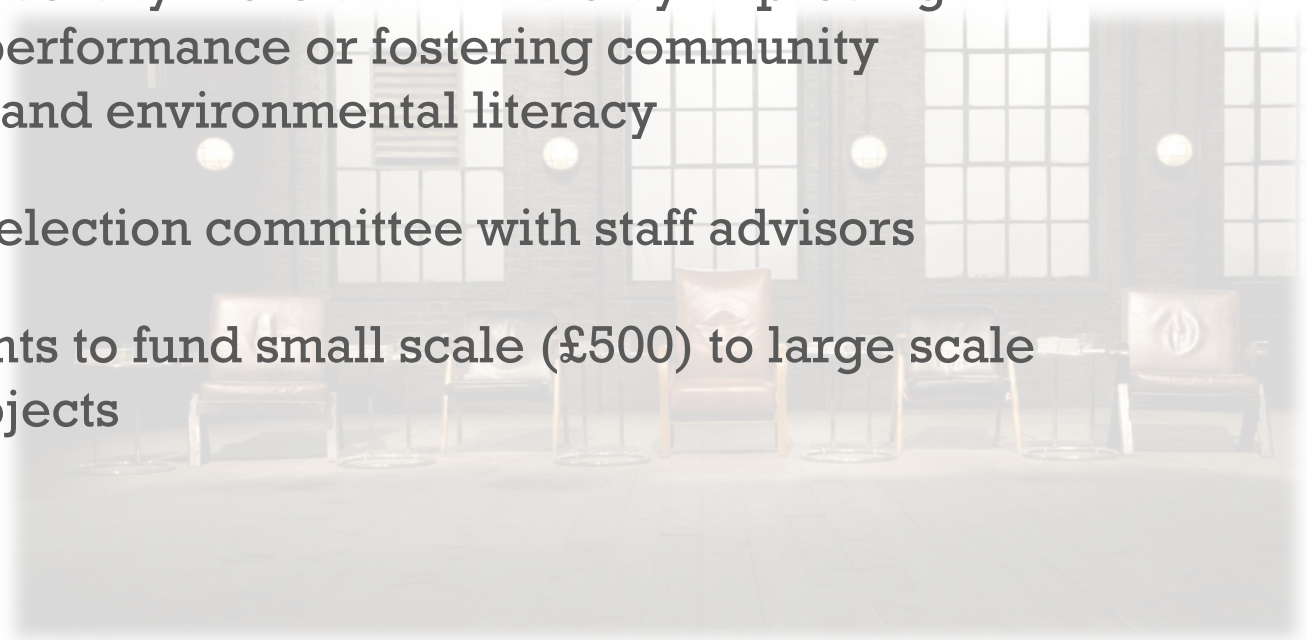 performance or fostering community
and environmental literacy
election committee with staff advisors
nts to fund small scale (£500) to large scale
jects